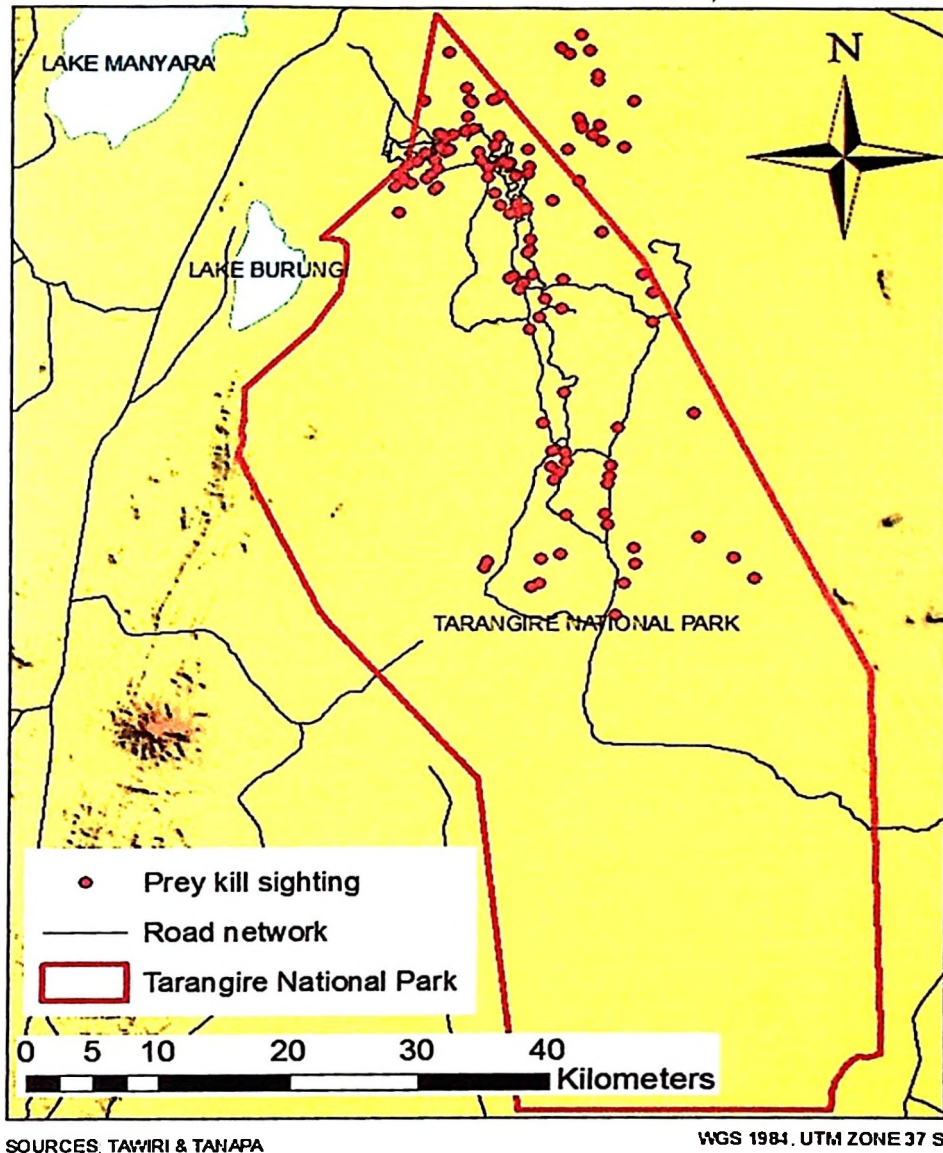 LAKE MANYARA
N
LAKE BURUNGI
TARANGIRE NATIONAL PARK
Prey kill sighting
Road network
Tarangire National Park
0 5 10 20 30 40
Kilometers
SOURCES: TAWIRI & TANAPA
WGS 1984, UTM ZONE 37 S